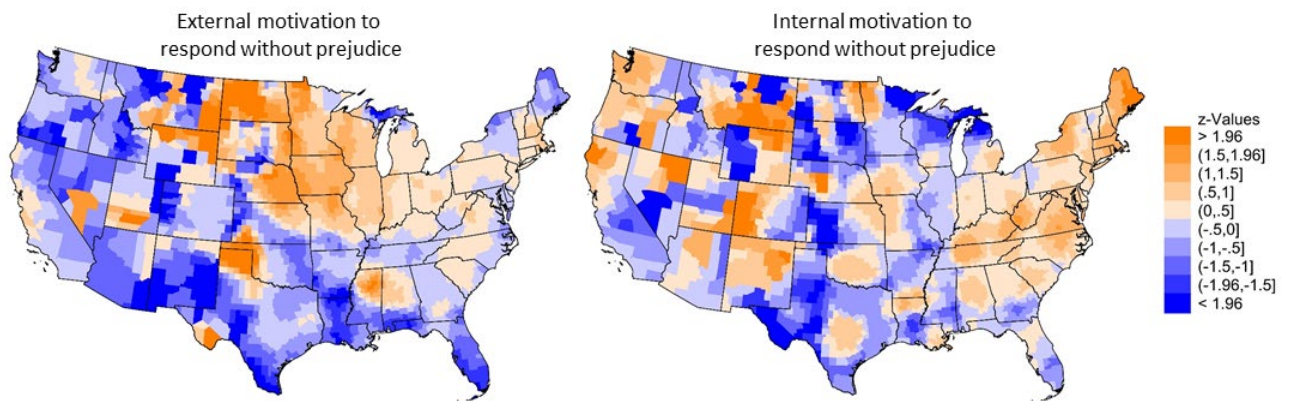 External motivation to
respond without prejudice
Internal motivation to
respond without prejudice
z-Values
> 1.96
(1.5,1.96]
(1,1.5]
(.5,1]
(0,.5]
(-.5,0]
(-1,-.5]
(-1.5,-1]
(-1.96,-1.5]
< 1.96